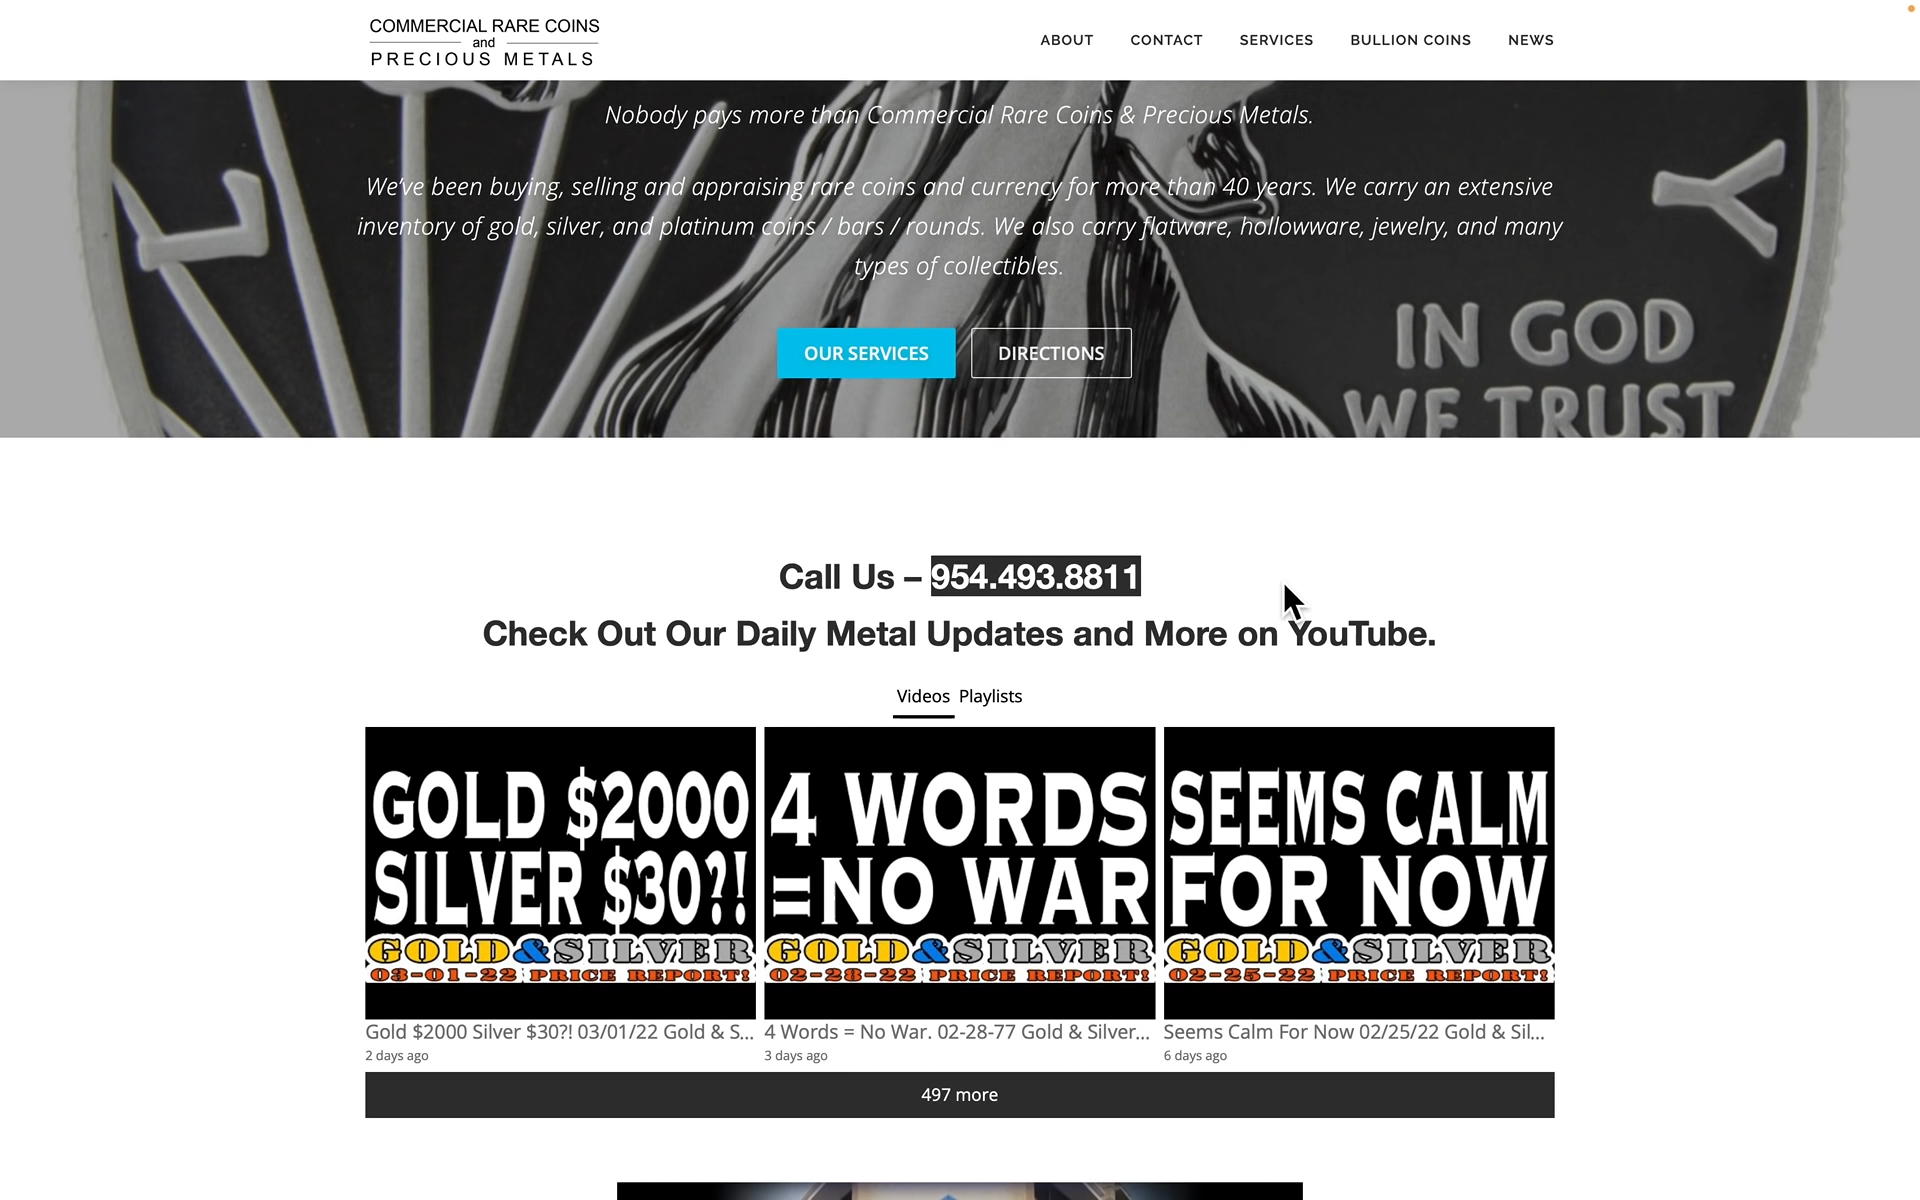 COMMERCIAL RARE COINS
and
PRECIOUS METALS
ABOUT CONTACT SERVICES BULLION COINS NEWS
Nobody pays more than Commercial Rare Coins & Precious Metals.
We've been buying, selling and appraising rare coins and currency for more than 40 years. We carry an extensive
inventory of gold, silver, and platinum coins / bars / rounds. We also carry flatware, hollowware, jewelry, and many
types of collectibles.
L
Y
IN GOD
WE TRUST
OUR SERVICES DIRECTIONS
Call Us – 954.493.8811
Check Out Our Daily Metal Updates and More on YouTube.
Videos Playlists
GOLD $2000
SILVER $30?!
GOLD&SILVER
03-01-22 PRICE REPORT!
4 WORDS
=NO WAR
GOLD&SILVER
02-28-22 PRICE REPORT!
SEEMS CALM
FOR NOW
GOLD&SILVER
02-25-22 PRICE REPORT!
Gold $2000 Silver $30?! 03/01/22 Gold & S...
2 days ago
4 Words = No War. 02-28-77 Gold & Silver...
3 days ago
Seems Calm For Now 02/25/22 Gold & Sil...
6 days ago
497 more